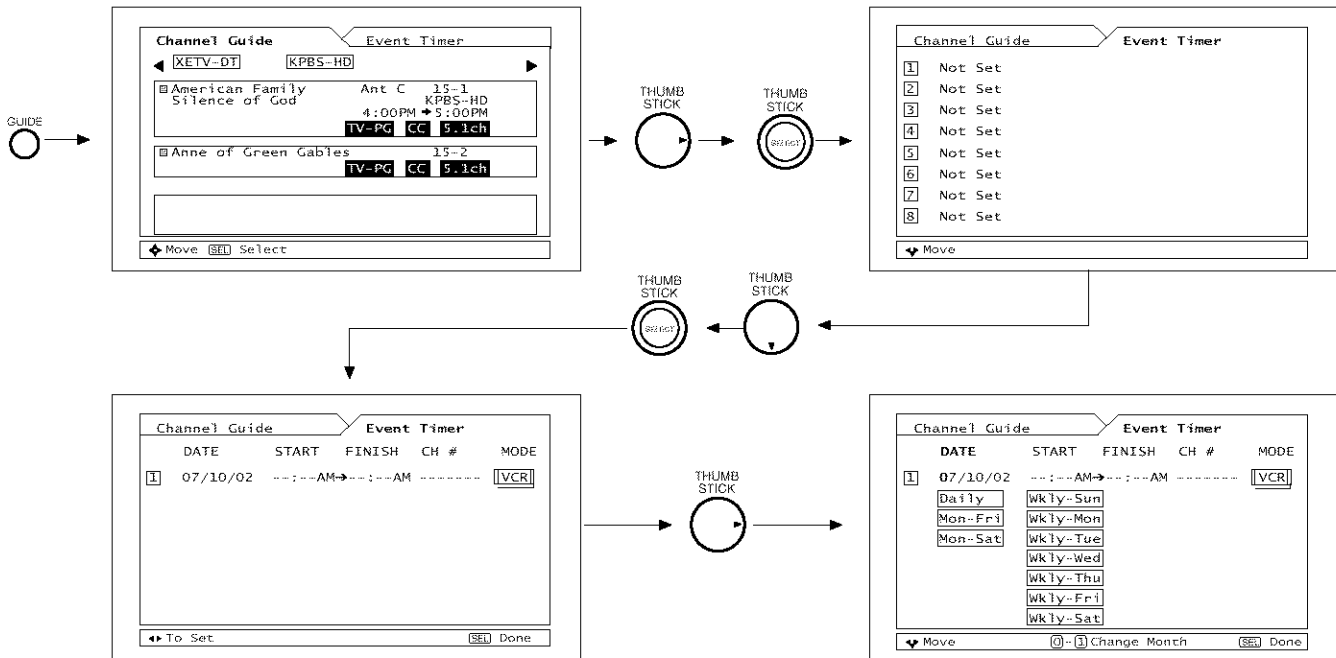 GUIDE
Channel Guide Event Timer
XETV-DT KPBS-HD
American Family Ant C 15-1
Silence of God KPBS-HD
4:00PM → 5:00PM
TV-PG CC 5.1ch
Anne of Green Gables 15-2
TV-PG CC 5.1ch
Move SEL Select
THUMB
STICK
THUMB
STICK
SELECT
Channel Guide Event Timer
1 Not Set
2 Not Set
3 Not Set
4 Not Set
5 Not Set
6 Not Set
7 Not Set
8 Not Set
Move
THUMB
STICK
SELECT
THUMB
STICK
Channel Guide Event Timer
DATE START FINISH CH # MODE
1 07/10/02 --:--AM→--:--AM ------- VCR
To Set SEL Done
THUMB
STICK
Channel Guide Event Timer
DATE START FINISH CH # MODE
1 07/10/02 --:--AM→--:--AM ------- VCR
Daily Wkly-Sun
Mon-Fri Wkly-Mon
Mon-Sat Wkly-Tue
Wkly-Wed
Wkly-Thu
Wkly-Fri
Wkly-Sat
Move 0-1 Change Month SEL Done